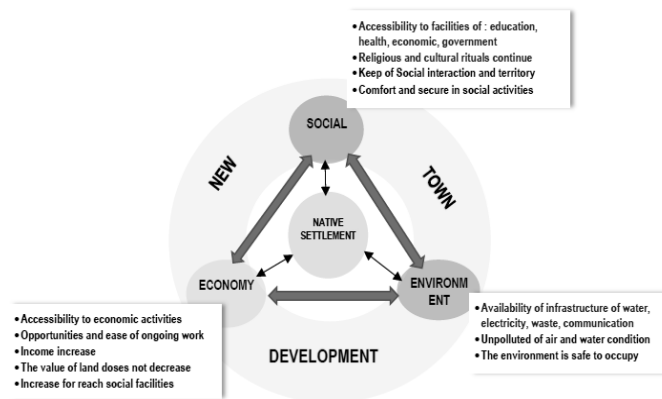 • Accessibility to facilities of : education,
health, economic, government
• Religious and cultural rituals continue
• Keep of Social interaction and territory
• Comfort and secure in social activities
SOCIAL
NEW
TOWN
NATIVE
SETTLEMENT
ECONOMY
ENVIRONM
ENT
• Accessibility to economic activities
• Opportunities and ease of ongoing work
• Income increase
• The value of land doses not decrease
• Increase for reach social facilities
• Availability of infrastructure of water,
electricity, waste, communication
• Unpolluted of air and water condition
• The environment is safe to occupy
DEVELOPMENT